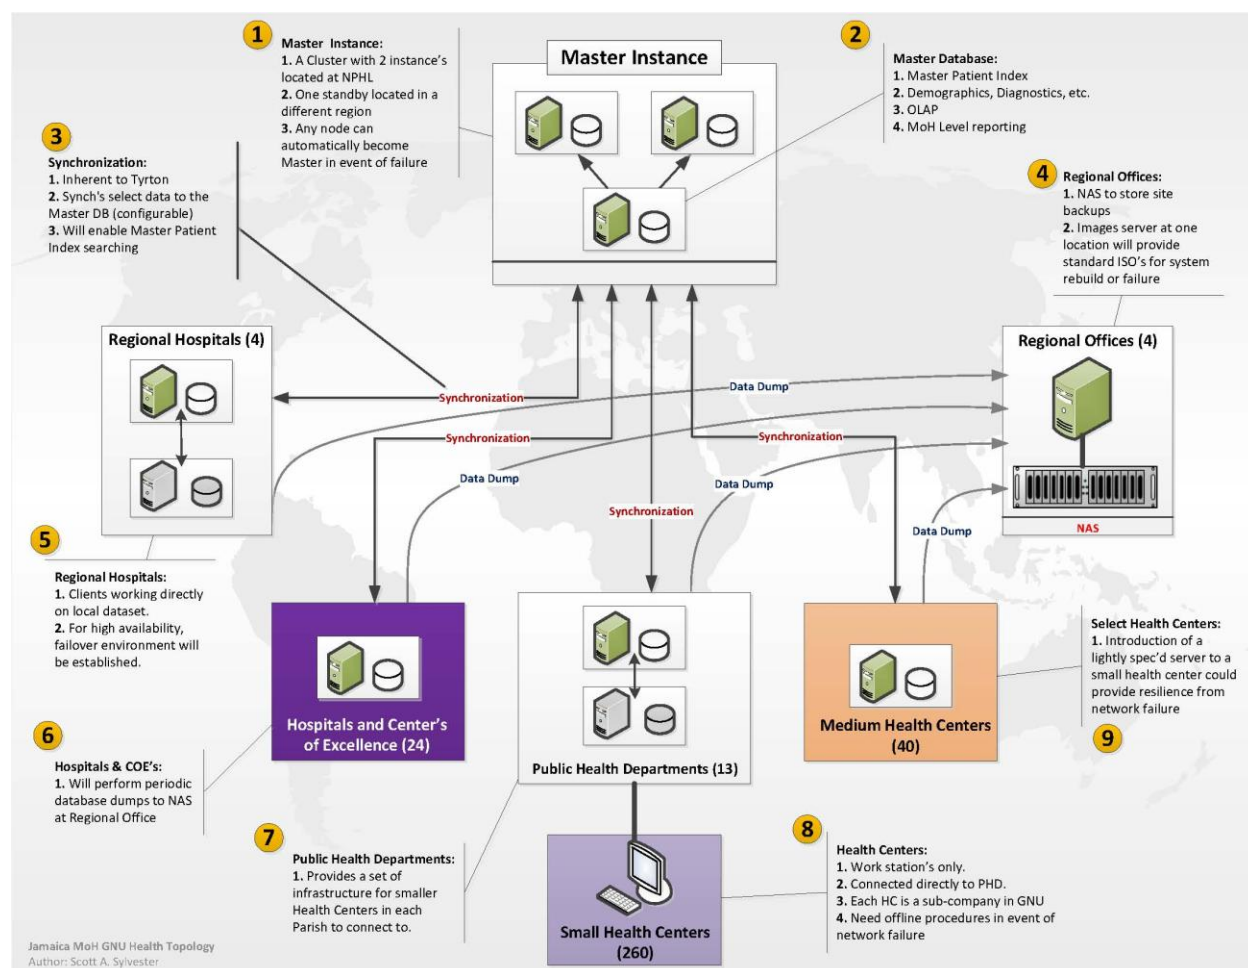 1
Master Instance:
1. A Cluster with 2 instance's
located at NPHL
2. One standby located in a
different region
3. Any node can
automatically become
Master in event of failure
Master Instance
2
Master Database:
1. Master Patient Index
2. Demographics, Diagnostics, etc.
3. OLAP
4. MoH Level reporting
3
Synchronization:
1. Inherent to Tyrton
2. Synch's select data to the
Master DB (configurable)
3. Will enable Master Patient
Index searching
4
Regional Offices:
1. NAS to store site
backups
2. Images server at one
location will provide
standard ISO's for system
rebuild or failure
Regional Hospitals (4)
Regional Offices (4)
NAS
Synchronization
Synchronization
Synchronization
Synchronization
Data Dump
Data Dump
Data Dump
Data Dump
5
Regional Hospitals:
1. Clients working directly
on local dataset.
2. For high availability,
failover environment will
be established.
Hospitals and Center's
of Excellence (24)
Public Health Departments (13)
Medium Health Centers
(40)
Select Health Centers:
1. Introduction of a
lightly spec'd server to a
small health center could
provide resilience from
network failure
9
6
Hospitals & COE's:
1. Will perform periodic
database dumps to NAS
at Regional Office
7
Public Health Departments:
1. Provides a set of
infrastructure for smaller
Health Centers in each
Parish to connect to.
Small Health Centers
(260)
8
Health Centers:
1. Work station's only.
2. Connected directly to PHD.
3. Each HC is a sub-company in GNU
4. Need offline procedures in event of
network failure
Jamaica MoH GNU Health Topology
Author: Scott A. Sylvester